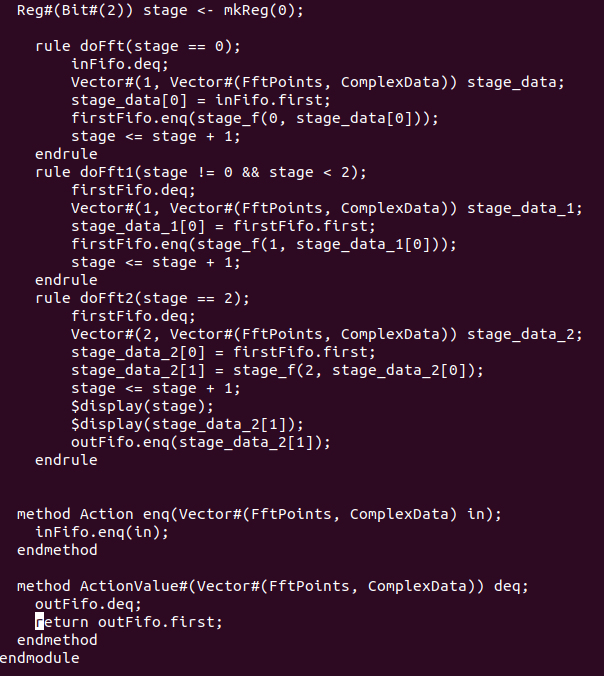 Reg#(Bit#(2)) stage <- mkReg(0);
rule doFft(stage == 0);
inFifo.deq;
Vector#(1, Vector#(FftPoints, ComplexData)) stage_data;
stage_data[0] = inFifo.first;
firstFifo.enq(stage_f(0, stage_data[0]));
stage <= stage + 1;
endrule
rule doFft1(stage != 0 && stage < 2);
firstFifo.deq;
Vector#(1, Vector#(FftPoints, ComplexData)) stage_data_1;
stage_data_1[0] = firstFifo.first;
firstFifo.enq(stage_f(1, stage_data_1[0]));
stage <= stage + 1;
endrule
rule doFft2(stage == 2);
firstFifo.deq;
Vector#(2, Vector#(FftPoints, ComplexData)) stage_data_2;
stage_data_2[0] = firstFifo.first;
stage_data_2[1] = stage_f(2, stage_data_2[0]);
stage <= stage + 1;
$display(stage);
$display(stage_data_2[1]);
outFifo.enq(stage_data_2[1]);
endrule
method Action enq(Vector#(FftPoints, ComplexData) in);
inFifo.enq(in);
endmethod
method ActionValue#(Vector#(FftPoints, ComplexData)) deq;
outFifo.deq;
return outFifo.first;
endmethod
endmodule